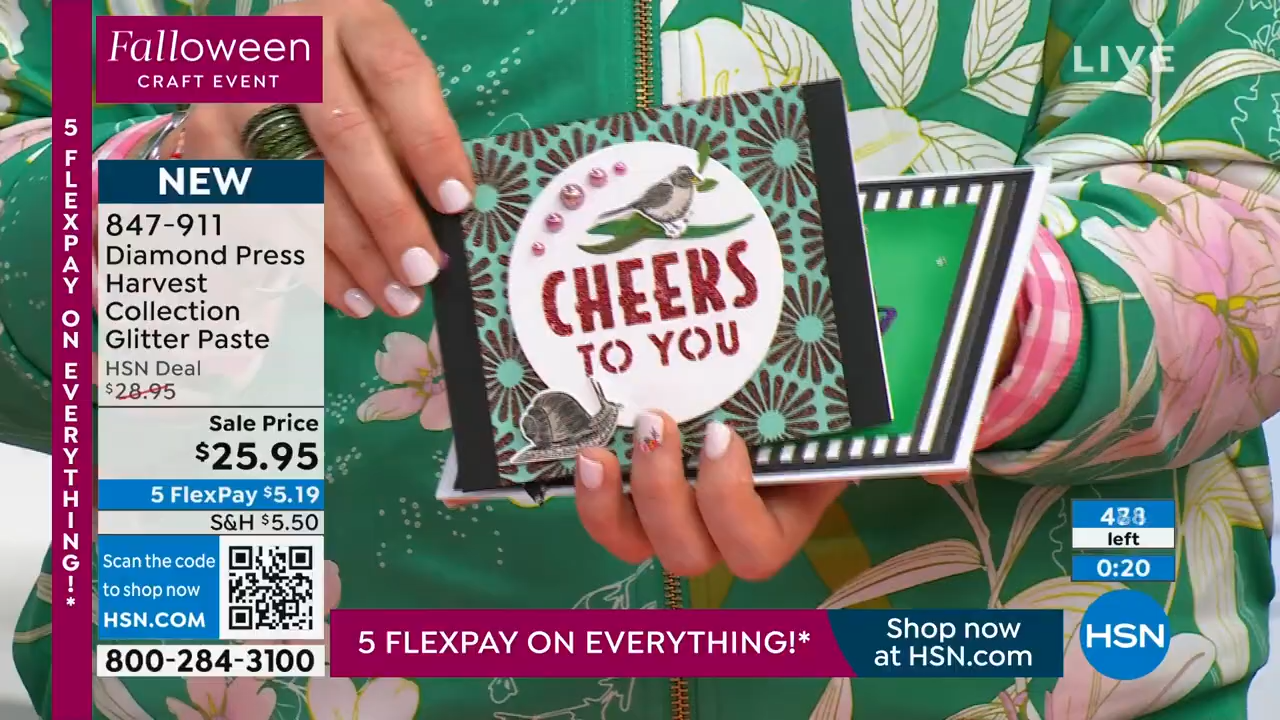 Falloween
CRAFT EVENT
LIVE
5 FLEXPAY ON EVERYTHING!*
NEW
847-911
Diamond Press
Harvest
Collection
Glitter Paste
HSN Deal
$28.95
Sale Price
$25.95
5 FlexPay $5.19
S&H $5.50
Scan the code
to shop now
HSN.COM
800-284-3100
CHEERS
TO YOU
left
0:20
5 FLEXPAY ON EVERYTHING!*
Shop now
at HSN.com
HSN